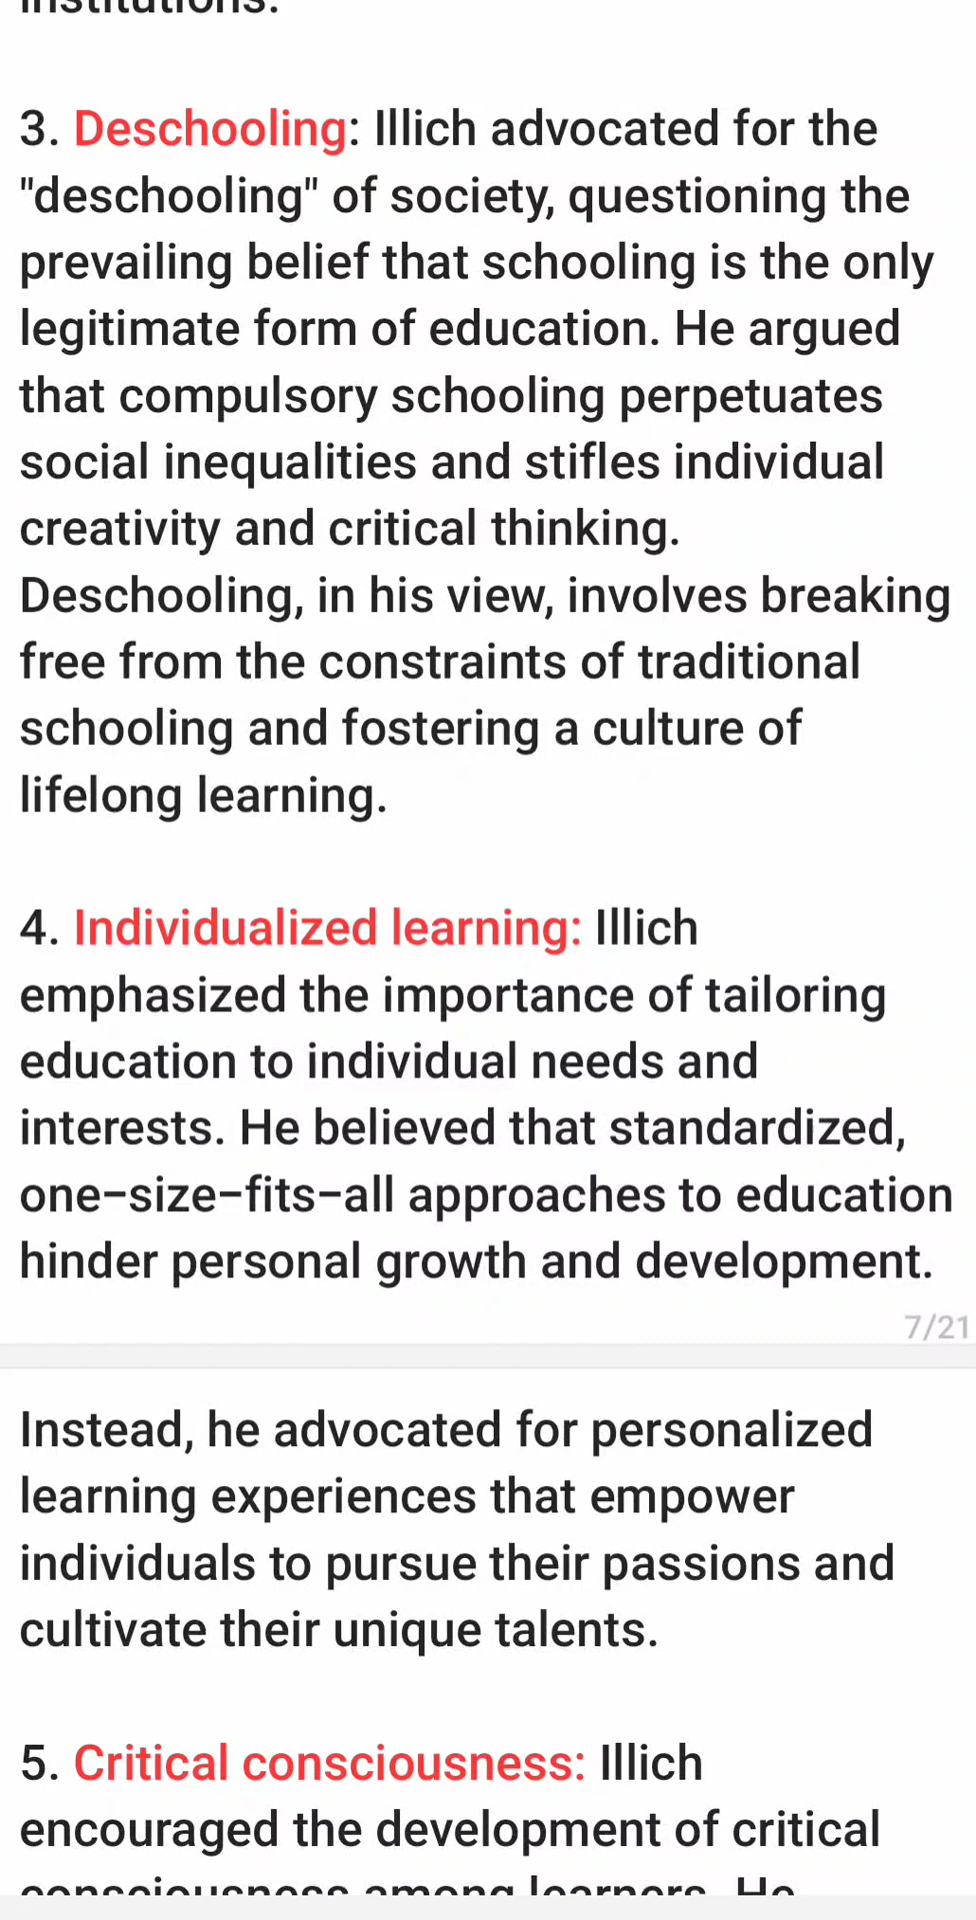 institutions.
3. Deschooling: Illich advocated for the
"deschooling" of society, questioning the
prevailing belief that schooling is the only
legitimate form of education. He argued
that compulsory schooling perpetuates
social inequalities and stifles individual
creativity and critical thinking.
Deschooling, in his view, involves breaking
free from the constraints of traditional
schooling and fostering a culture of
lifelong learning.
4. Individualized learning: Illich
emphasized the importance of tailoring
education to individual needs and
interests. He believed that standardized,
one-size-fits-all approaches to education
hinder personal growth and development.
7/21
Instead, he advocated for personalized
learning experiences that empower
individuals to pursue their passions and
cultivate their unique talents.
5. Critical consciousness: Illich
encouraged the development of critical
consciousness among learners. He